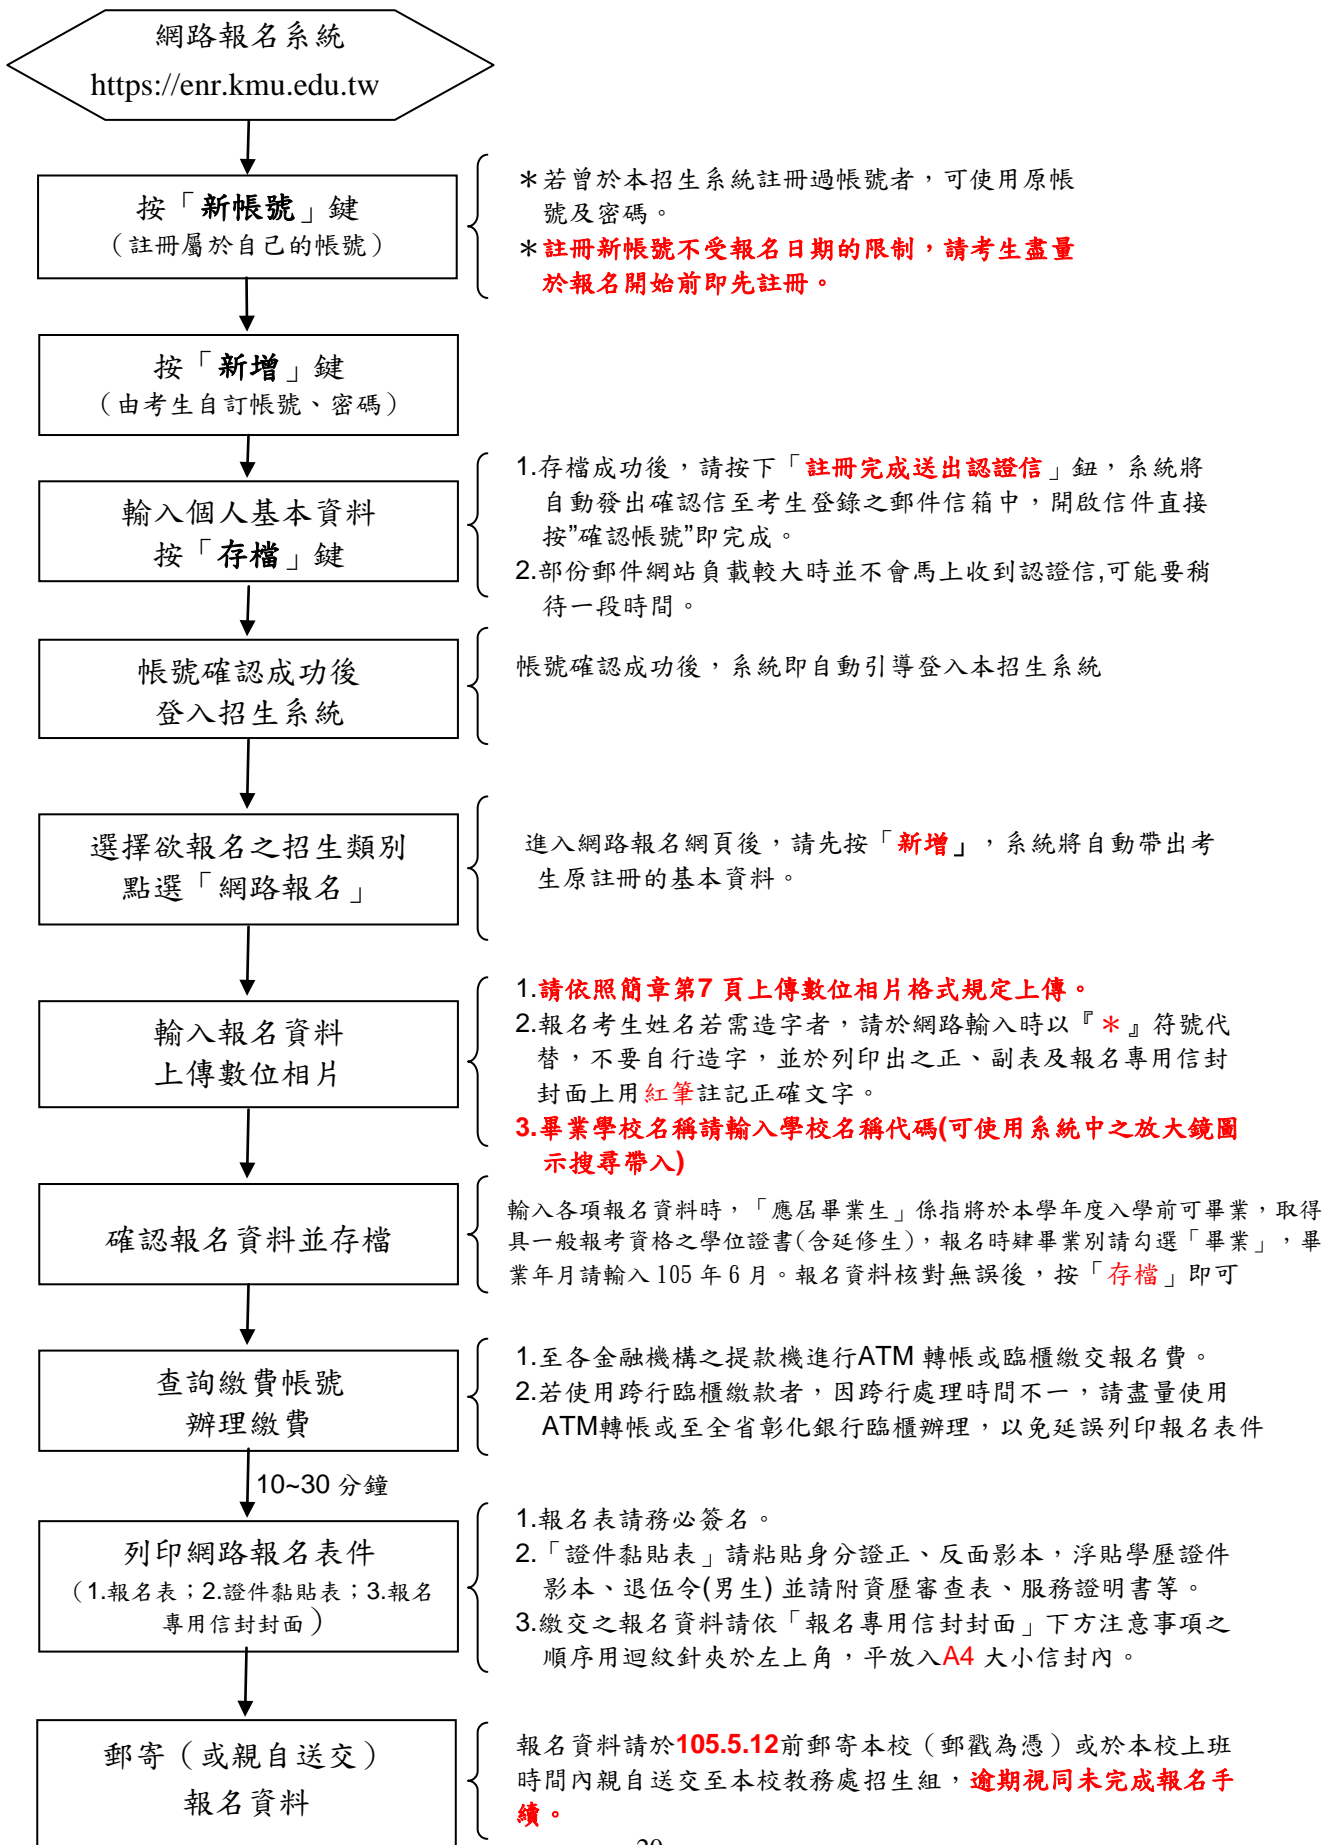 網路報名系統
https://enr.kmu.edu.tw
按「新帳號」鍵
（註冊屬於自己的帳號）
＊若曾於本招生系統註冊過帳號者，可使用原帳
號及密碼。
＊註冊新帳號不受報名日期的限制，請考生盡量
於報名開始前即先註冊。
按「新增」鍵
（由考生自訂帳號、密碼）
輸入個人基本資料
按「存檔」鍵
1.存檔成功後，請按下「註冊完成送出認證信」鈕，系統將
自動發出確認信至考生登錄之郵件信箱中，開啟信件直接
按”確認帳號”即完成。
2.部份郵件網站負載較大時並不會馬上收到認證信,可能要稍
待一段時間。
帳號確認成功後
登入招生系統
帳號確認成功後，系統即自動引導登入本招生系統
選擇欲報名之招生類別
點選「網路報名」
進入網路報名網頁後，請先按「新增」，系統將自動帶出考
生原註冊的基本資料。
輸入報名資料
上傳數位相片
1.請依照簡章第7 頁上傳數位相片格式規定上傳。
2.報名考生姓名若需造字者，請於網路輸入時以『＊』符號代
替，不要自行造字，並於列印出之正、副表及報名專用信封
封面上用紅筆註記正確文字。
3.畢業學校名稱請輸入學校名稱代碼(可使用系統中之放大鏡圖
示搜尋帶入)
確認報名資料並存檔
輸入各項報名資料時，「應屆畢業生」係指將於本學年度入學前可畢業，取得
具一般報考資格之學位證書(含延修生)，報名時肄畢業別請勾選「畢業」，畢
業年月請輸入 105 年 6 月。報名資料核對無誤後，按「存檔」即可
查詢繳費帳號
辦理繳費
1.至各金融機構之提款機進行ATM 轉帳或臨櫃繳交報名費。
2.若使用跨行臨櫃繳款者，因跨行處理時間不一，請盡量使用
ATM轉帳或至全省彰化銀行臨櫃辦理，以免延誤列印報名表件
10~30 分鐘
列印網路報名表件
（1.報名表；2.證件黏貼表；3.報名
專用信封封面）
1.報名表請務必簽名。
2.「證件黏貼表」請粘貼身分證正、反面影本，浮貼學歷證件
影本、退伍令(男生) 並請附資歷審查表、服務證明書等。
3.繳交之報名資料請依「報名專用信封封面」下方注意事項之
順序用迴紋針夾於左上角，平放入A4 大小信封內。
郵寄（或親自送交）
報名資料
報名資料請於105.5.12前郵寄本校（郵戳為憑）或於本校上班
時間內親自送交至本校教務處招生組，逾期視同未完成報名手
續。